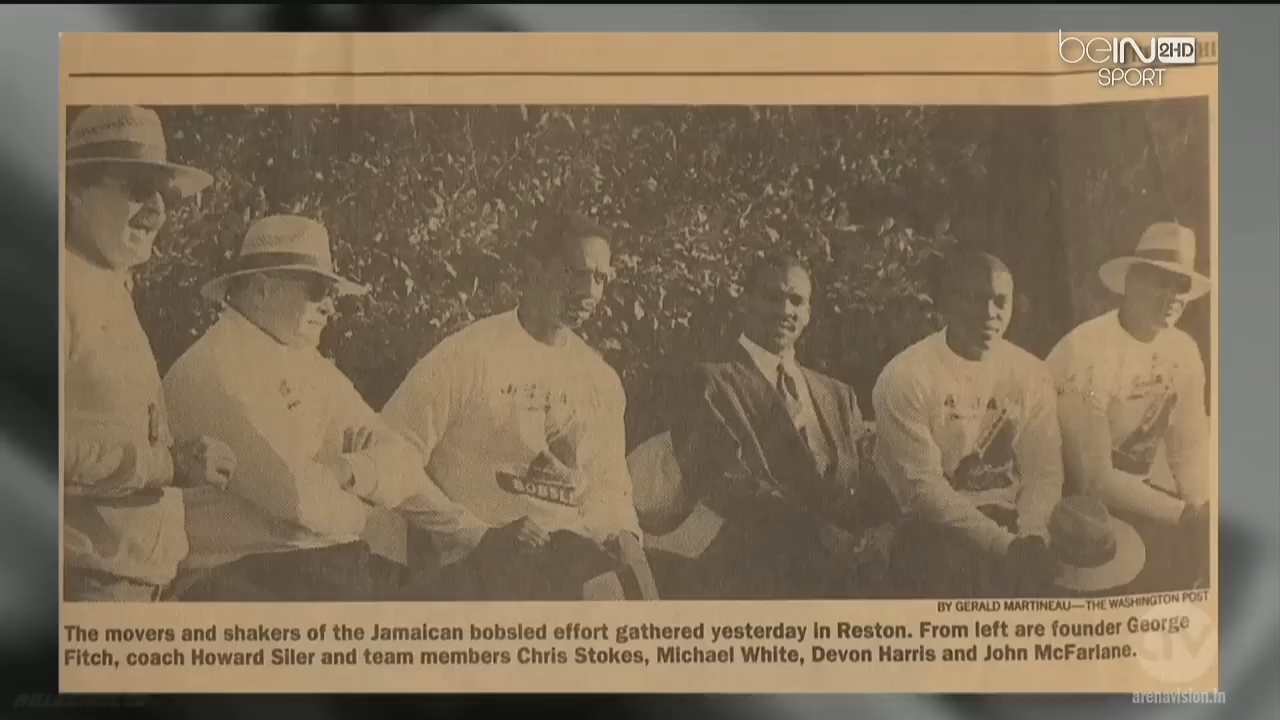 beIN 2HD
SPORT
BOBSL
BY GERALD MARTINEAU—THE WASHINGTON POST
The movers and shakers of the Jamaican bobsled effort gathered yesterday in Reston. From left are founder George
Fitch, coach Howard Siler and team members Chris Stokes, Michael White, Devon Harris and John McFarlane.
arenavision.in